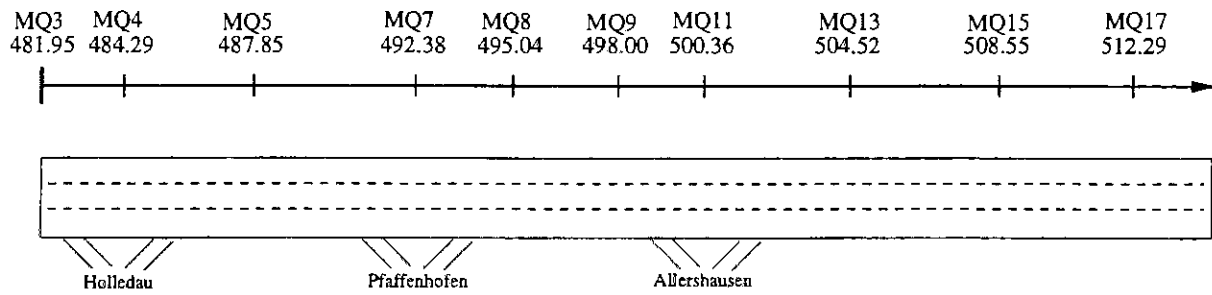 MQ3 MQ4 MQ5 MQ7 MQ8 MQ9 MQ11 MQ13 MQ15 MQ17
481.95 484.29 487.85 492.38 495.04 498.00 500.36 504.52 508.55 512.29
Holledau Pfaffenhofen Allershausen